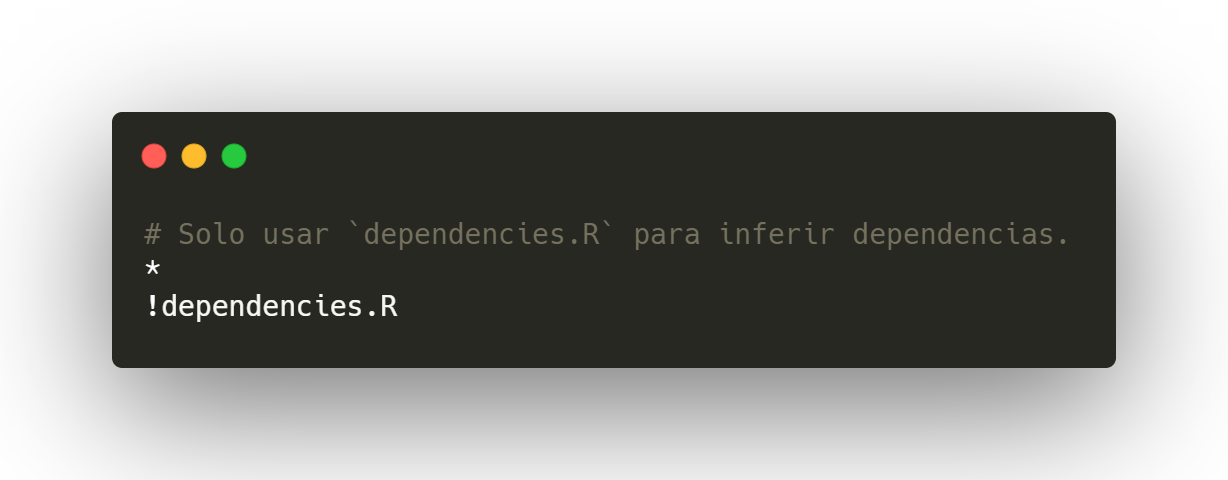 # Solo usar `dependencies.R` para inferir dependencias.
*
!dependencies.R